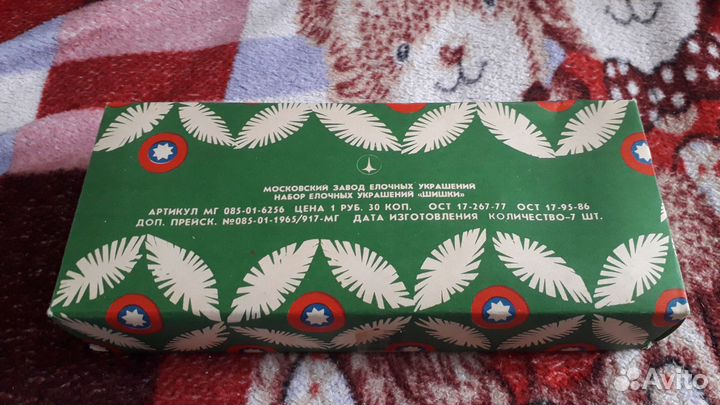 МОСКОВСКИЙ ЗАВОД ЕЛОЧНЫХ УКРАШЕНИЙ
НАБОР ЕЛОЧНЫХ УКРАШЕНИЙ «ШИШКИ»
АРТИКУЛ МГ 085-01-6256 ЦЕНА 1 РУБ. 30 КОП. ОСТ 17-267-77 ОСТ 17-95-86
ДОП. ПРЕЙСК. №085-01-1965/917-МГ ДАТА ИЗГОТОВЛЕНИЯ КОЛИЧЕСТВО-7 ШТ.
Avito